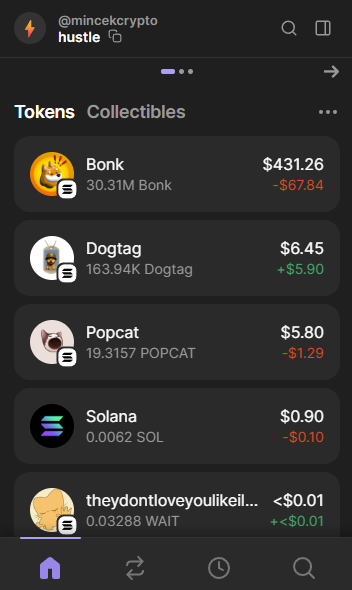 @mincekcrypto
hustle
Tokens Collectibles
Bonk $431.26
30.31M Bonk -$67.84
Dogtag $6.45
163.94K Dogtag +$5.90
Popcat $5.80
19.3157 POPCAT -$1.29
Solana $0.90
0.0062 SOL -$0.10
theydontloveyoulikeil... <$0.01
0.03288 WAIT +<$0.01